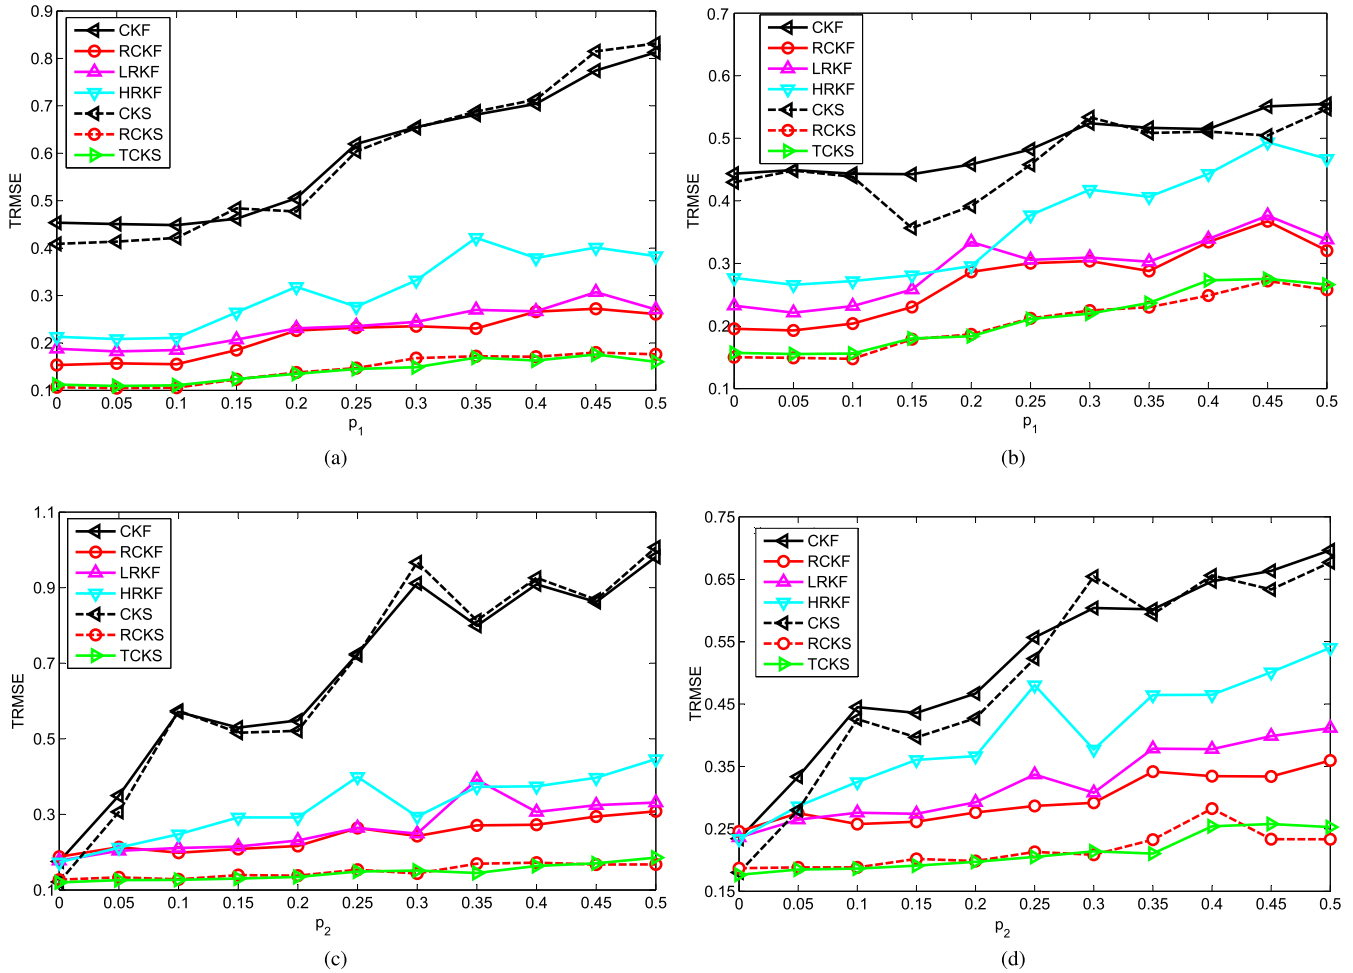 0.9
0.8
0.7
0.6
0.5
0.4
0.3
0.2
0.1
TRMSE
CKF
RCKF
LRKF
HRKF
CKS
RCKS
TCKS
0 0.05 0.1 0.15 0.2 0.25 0.3 0.35 0.4 0.45 0.5
p1
(a)
0.7
0.6
0.5
0.4
0.3
0.2
0.1
TRMSE
CKF
RCKF
LRKF
HRKF
CKS
RCKS
TCKS
0 0.05 0.1 0.15 0.2 0.25 0.3 0.35 0.4 0.45 0.5
p1
(b)
1.1
0.9
0.7
0.5
0.3
0.1
TRMSE
CKF
RCKF
LRKF
HRKF
CKS
RCKS
TCKS
0 0.05 0.1 0.15 0.2 0.25 0.3 0.35 0.4 0.45 0.5
p2
(c)
0.75
0.65
0.55
0.45
0.35
0.25
0.15
TRMSE
CKF
RCKF
LRKF
HRKF
CKS
RCKS
TCKS
0 0.05 0.1 0.15 0.2 0.25 0.3 0.35 0.4 0.45 0.5
p2
(d)